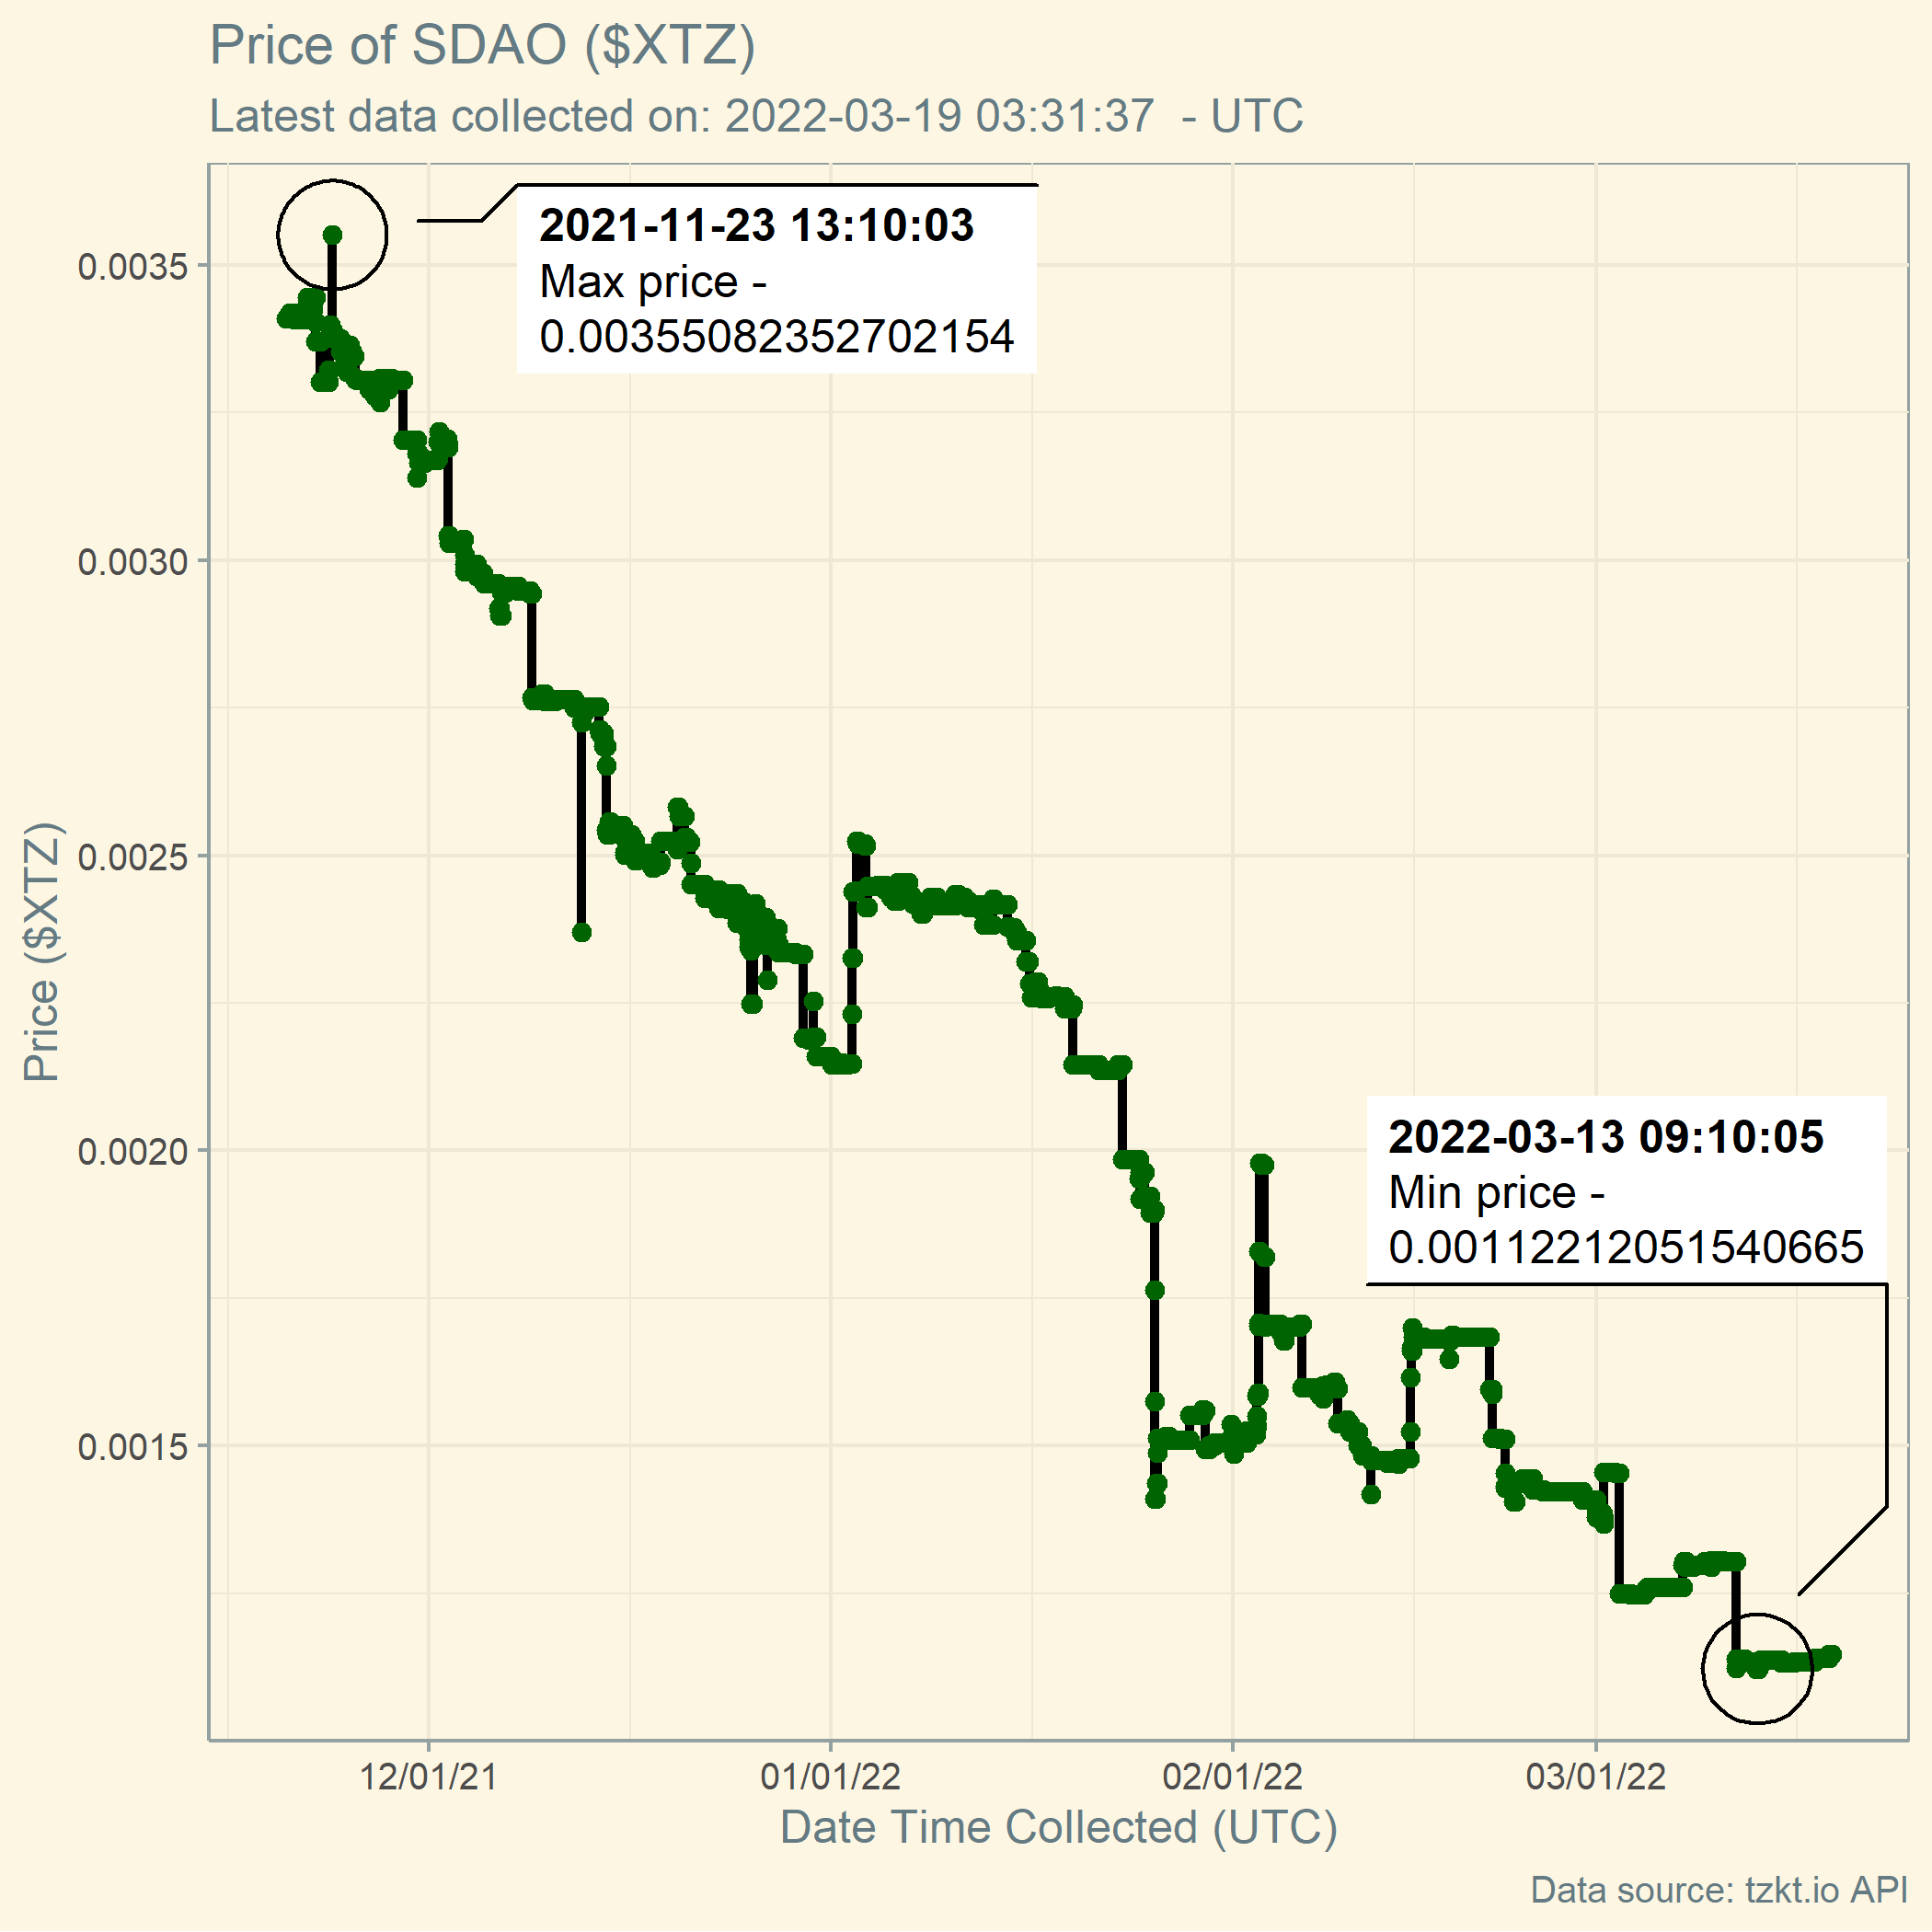 Price of SDAO ($XTZ)
Latest data collected on: 2022-03-19 03:31:37  - UTC
2021-11-23 13:10:03
Max price -
0.00355082352702154
0.0035
0.0030
0.0025
0.0020
0.0015
Price ($XTZ)
2022-03-13 09:10:05
Min price -
0.00112212051540665
12/01/21
01/01/22
02/01/22
03/01/22
Date Time Collected (UTC)
Data source: tzkt.io API